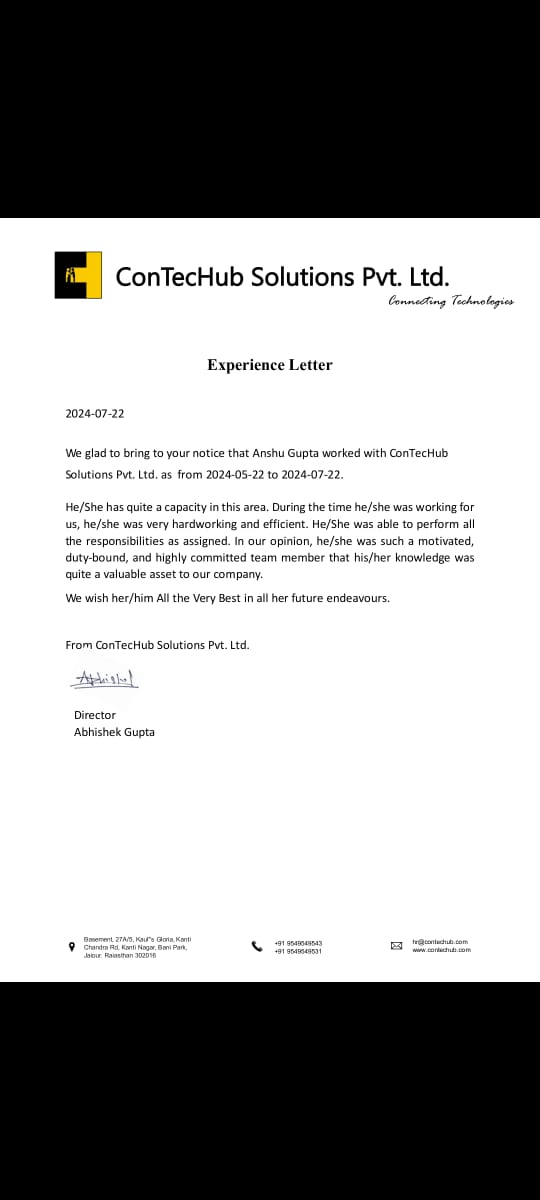 ConTecHub Solutions Pvt. Ltd.
Connecting Technologies
Experience Letter
2024-07-22
We glad to bring to your notice that Anshu Gupta worked with ConTecHub
Solutions Pvt. Ltd. as from 2024-05-22 to 2024-07-22.
He/She has quite a capacity in this area. During the time he/she was working for
us, he/she was very hardworking and efficient. He/She was able to perform all
the responsibilities as assigned. In our opinion, he/she was such a motivated,
duty-bound, and highly committed team member that his/her knowledge was
quite a valuable asset to our company.
We wish her/him All the Very Best in all her future endeavours.
From ConTecHub Solutions Pvt. Ltd.
Abhishek
Director
Abhishek Gupta
Basement, 27A/5, Kaul"s Gloria, Kanti
Chandra Rd, Kanti Nagar, Bani Park,
Jaipur, Rajasthan 302016
+91 9549549543
+91 9549549531
hr@contechub.com
www.contechub.com